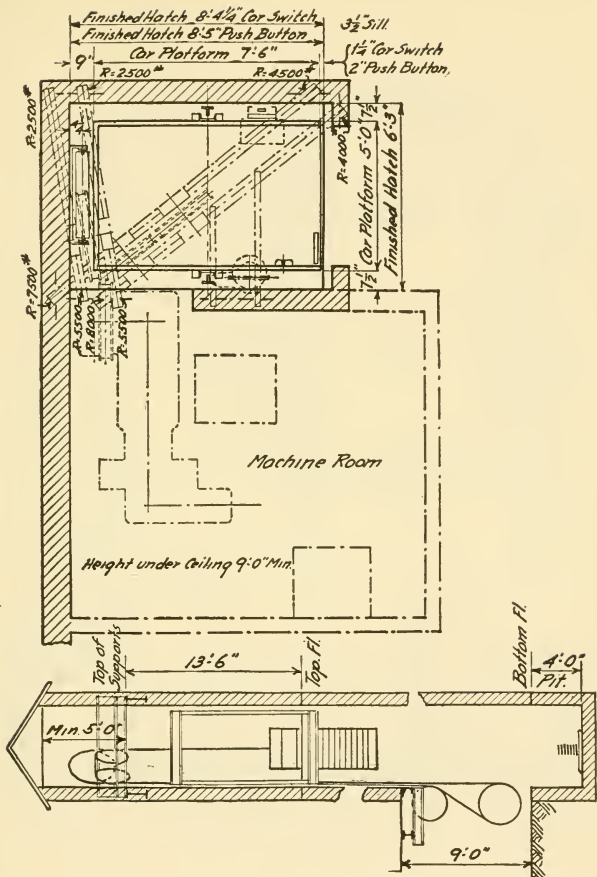 Finished Hatch 8'-4¼" Car Switch
Finished Hatch 8'-5" Push Button
Car Platform 7'-6"
9"
3½" Sill.
1¼" Car Switch
2" Push Button,
R=2500#
R=4500#
R=2500#
R=4000#
7½"
Car Platform 5'-0"
7½"
Finished Hatch 6'-3"
R=7500#
R=5500#
R=8000#
R=5500#
Machine Room
Height under Ceiling 9'-0" Min.
Top of
Supports
13'-6"
Top. Fl.
Bottom Fl.
4'-0"
Pit.
Min. 5'-0"
9'-0"